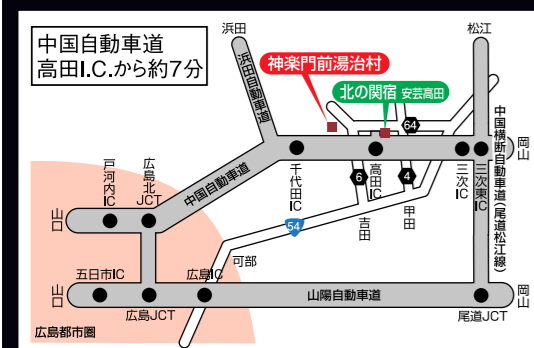 中国自動車道
高田I.C.から約7分
浜田
松江
浜田自動車道
神楽門前湯治村
北の関宿 安芸高田
64
中国横断自動車道(尾道松江線)
岡山
戸河内IC
広島北JCT
中国自動車道
千代田IC
6
高田IC
4
三次IC
三次東IC
山口
54
吉田
甲田
可部
五日市IC
広島IC
山口
山陽自動車道
岡山
広島JCT
尾道JCT
広島都市圏